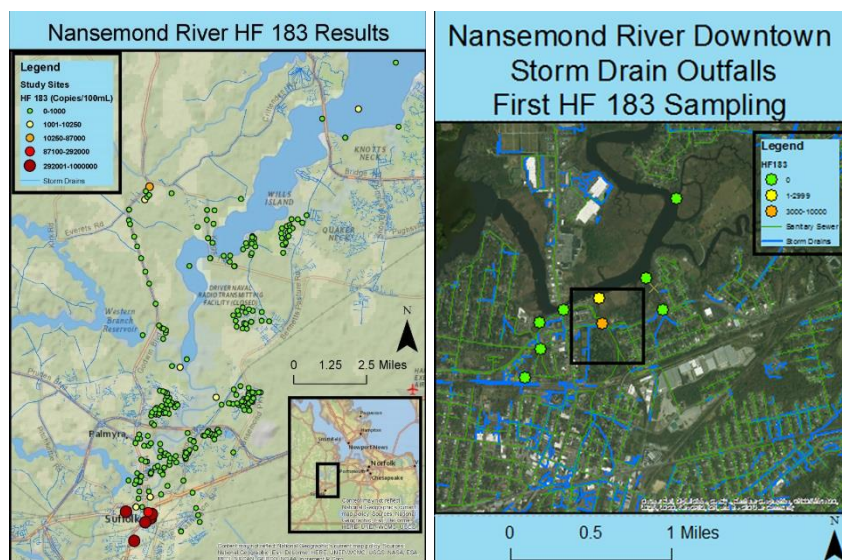 Nansemond River HF 183 Results
Legend
Study Sites
HF 183 (Copies/100mL)
0-1000
1001-10250
10250-87000
87100-292000
292001-1000000
Storm Drains
KNOTTS
NECK
WILLS
ISLAND
QUAKER
NECK
Everets Rd
DRIVER NAVAL
RADIO TRANSMITTING
FACILITY (CLOSED)
Western
Branch
Reservoir
Godwin
N
0 1.25 2.5 Miles
Palmyra
Suffolk
Newport News
Norfolk
Portsmouth
Chesapeake
Nansemond River Downtown
Storm Drain Outfalls
First HF 183 Sampling
Legend
HF183
0
1-2999
3000-10000
Sanitary Sewer
Storm Drains
N
0 0.5 1 Miles